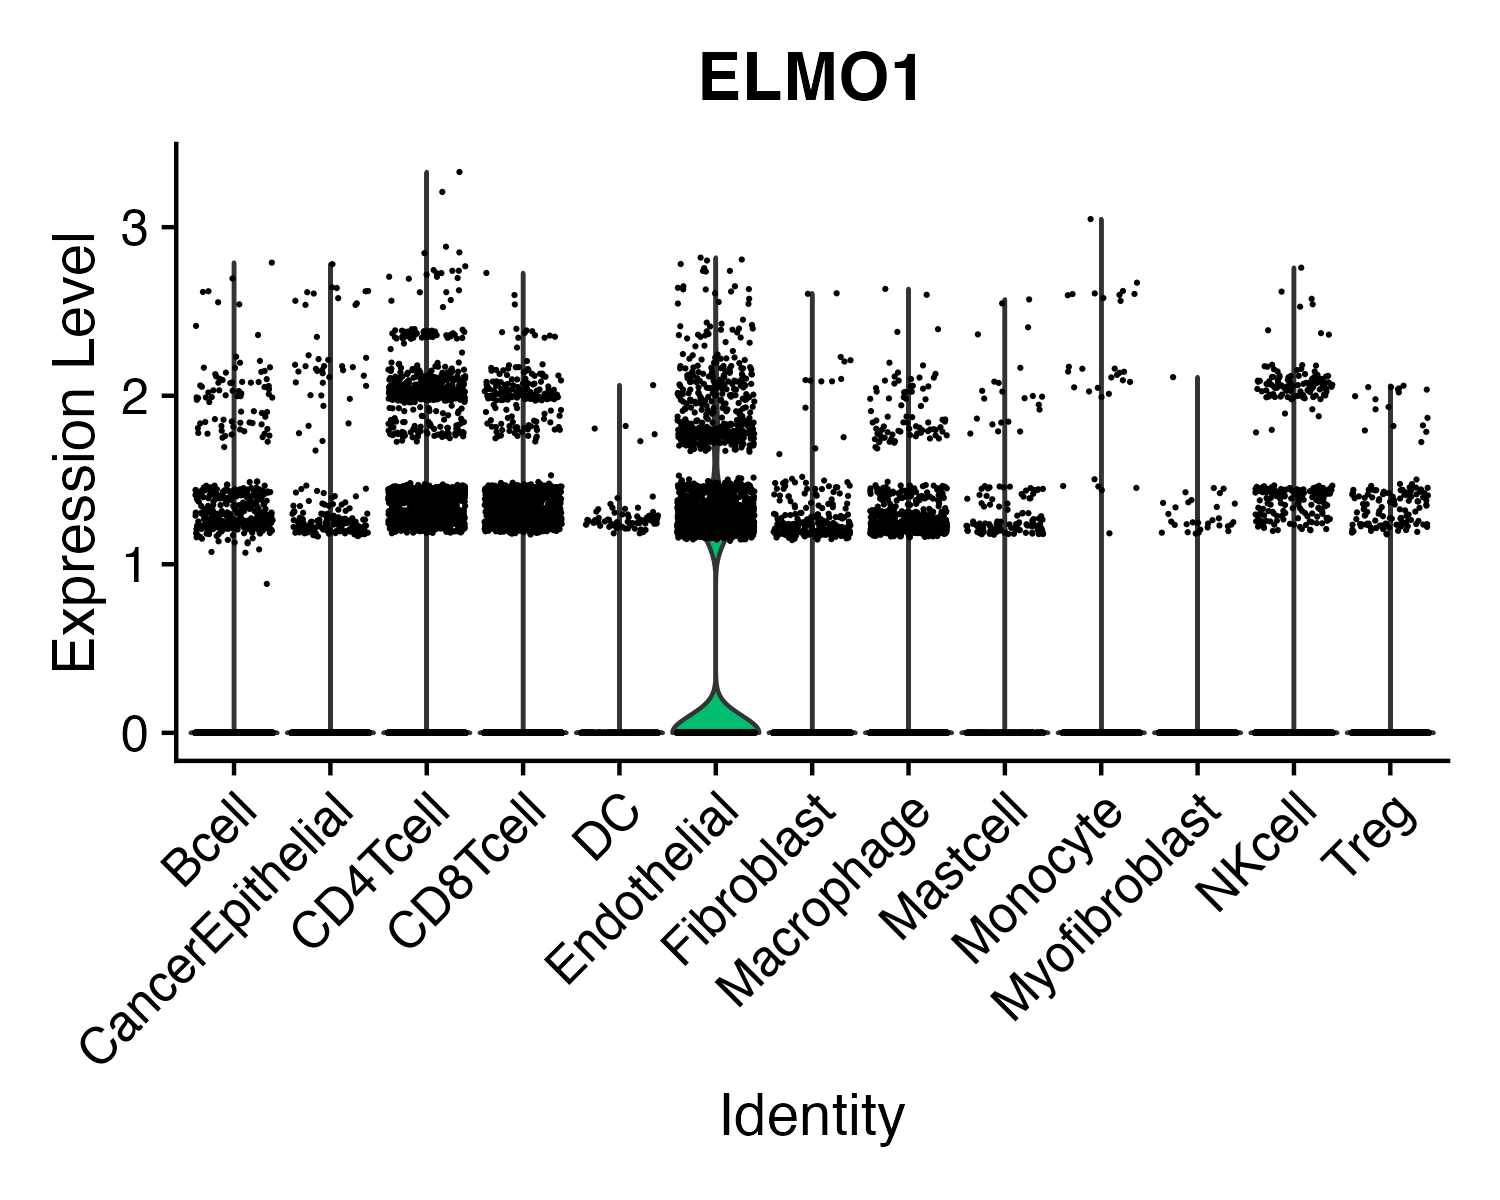 ELMO1
Expression Level
3
2
1
0
Bcell
CancerEpithelial
CD4Tcell
CD8Tcell
DC
Endothelial
Fibroblast
Macrophage
Mastcell
Monocyte
Myofibroblast
NKcell
Treg
Identity